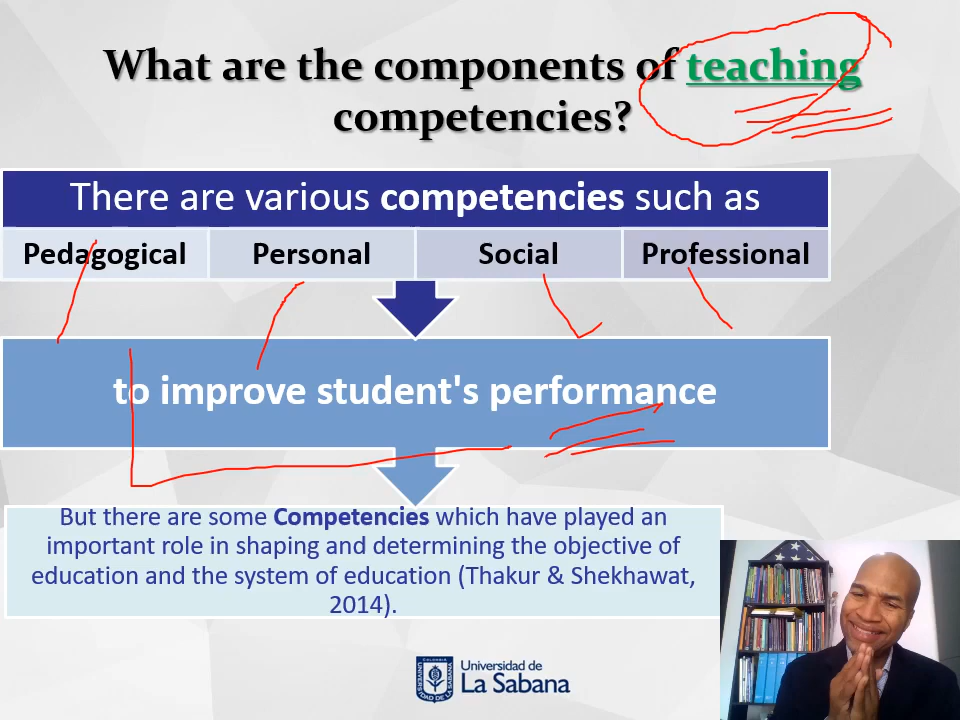 What are the components of teaching
competencies?
There are various competencies such as
Pedagogical Personal Social Professional
to improve student's performance
But there are some Competencies which have played an
important role in shaping and determining the objective of
education and the system of education (Thakur & Shekhawat,
2014).
Universidad de
La Sabana